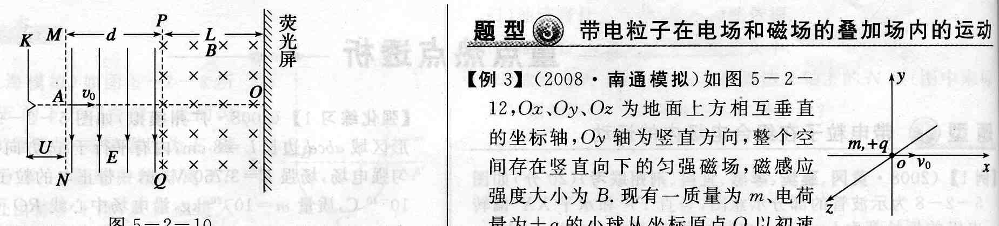 K
M
d
P
L
B
荧光屏
A
v₀
O
U
E
N
Q
图 5－2－10
题型 3 带电粒子在电场和磁场的叠加场内的运动
【例 3】(2008·南通模拟)如图 5－2－
12,Ox、Oy、Oz 为地面上方相互垂直
的坐标轴,Oy 轴为竖直方向,整个空
间存在竖直向下的匀强磁场,磁感应
强度大小为 B. 现有一质量为 m、电荷
量为＋q 的小球从坐标原点 O 以初速
y
m,+q
o
v₀
x
z